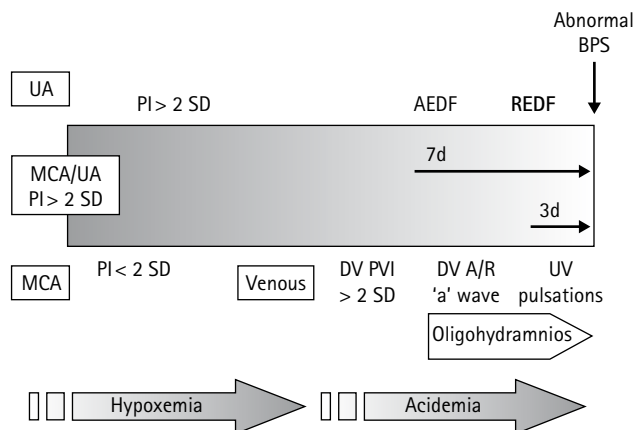 Abnormal
BPS
UA
PI > 2 SD
AEDF
REDF
7d
MCA/UA
PI > 2 SD
3d
MCA
PI < 2 SD
Venous
DV PVI
> 2 SD
DV A/R
'a' wave
UV
pulsations
Oligohydramnios
Hypoxemia
Acidemia